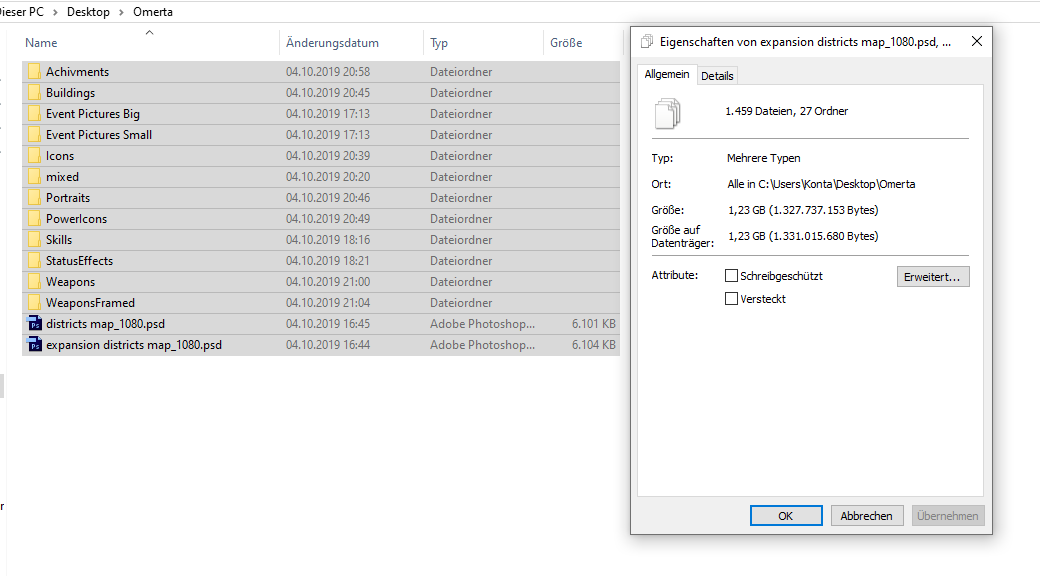 Dieser PC > Desktop > Omerta
Name Änderungsdatum Typ Größe
Achivments 04.10.2019 20:58 Dateiordner
Buildings 04.10.2019 20:45 Dateiordner
Event Pictures Big 04.10.2019 17:13 Dateiordner
Event Pictures Small 04.10.2019 17:13 Dateiordner
Icons 04.10.2019 20:39 Dateiordner
mixed 04.10.2019 20:20 Dateiordner
Portraits 04.10.2019 20:46 Dateiordner
PowerIcons 04.10.2019 20:49 Dateiordner
Skills 04.10.2019 18:16 Dateiordner
StatusEffects 04.10.2019 18:21 Dateiordner
Weapons 04.10.2019 21:00 Dateiordner
WeaponsFramed 04.10.2019 21:04 Dateiordner
districts map_1080.psd 04.10.2019 16:45 Adobe Photoshop... 6.101 KB
expansion districts map_1080.psd 04.10.2019 16:44 Adobe Photoshop... 6.104 KB
Eigenschaften von expansion districts map_1080.psd, ...
Allgemein Details
1.459 Dateien, 27 Ordner
Typ: Mehrere Typen
Ort: Alle in C:\Users\Konta\Desktop\Omerta
Größe: 1,23 GB (1.327.737.153 Bytes)
Größe auf
Datenträger: 1,23 GB (1.331.015.680 Bytes)
Attribute: Schreibgeschützt Erweitert...
Versteckt
OK Abbrechen Übernehmen